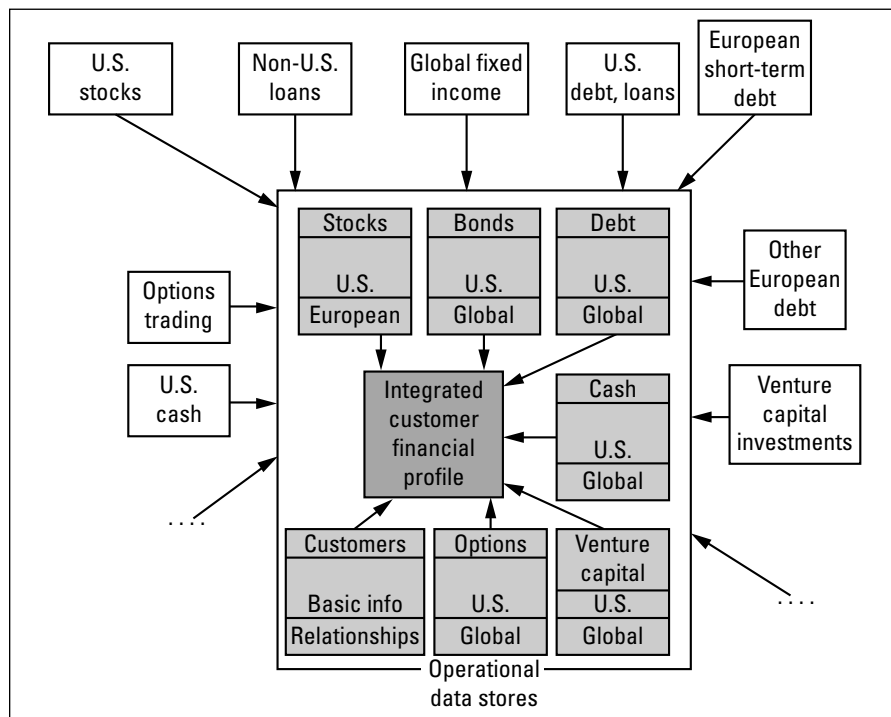 U.S.
stocks
Non-U.S.
loans
Global fixed
income
U.S.
debt, loans
European
short-term
debt
Options
trading
U.S.
cash
. . . .
Stocks
U.S.
European
Bonds
U.S.
Global
Debt
U.S.
Global
Integrated
customer
financial
profile
Cash
U.S.
Global
Customers
Basic info
Relationships
Options
U.S.
Global
Venture
capital
U.S.
Global
Other
European
debt
Venture
capital
investments
. . . .
Operational
data stores